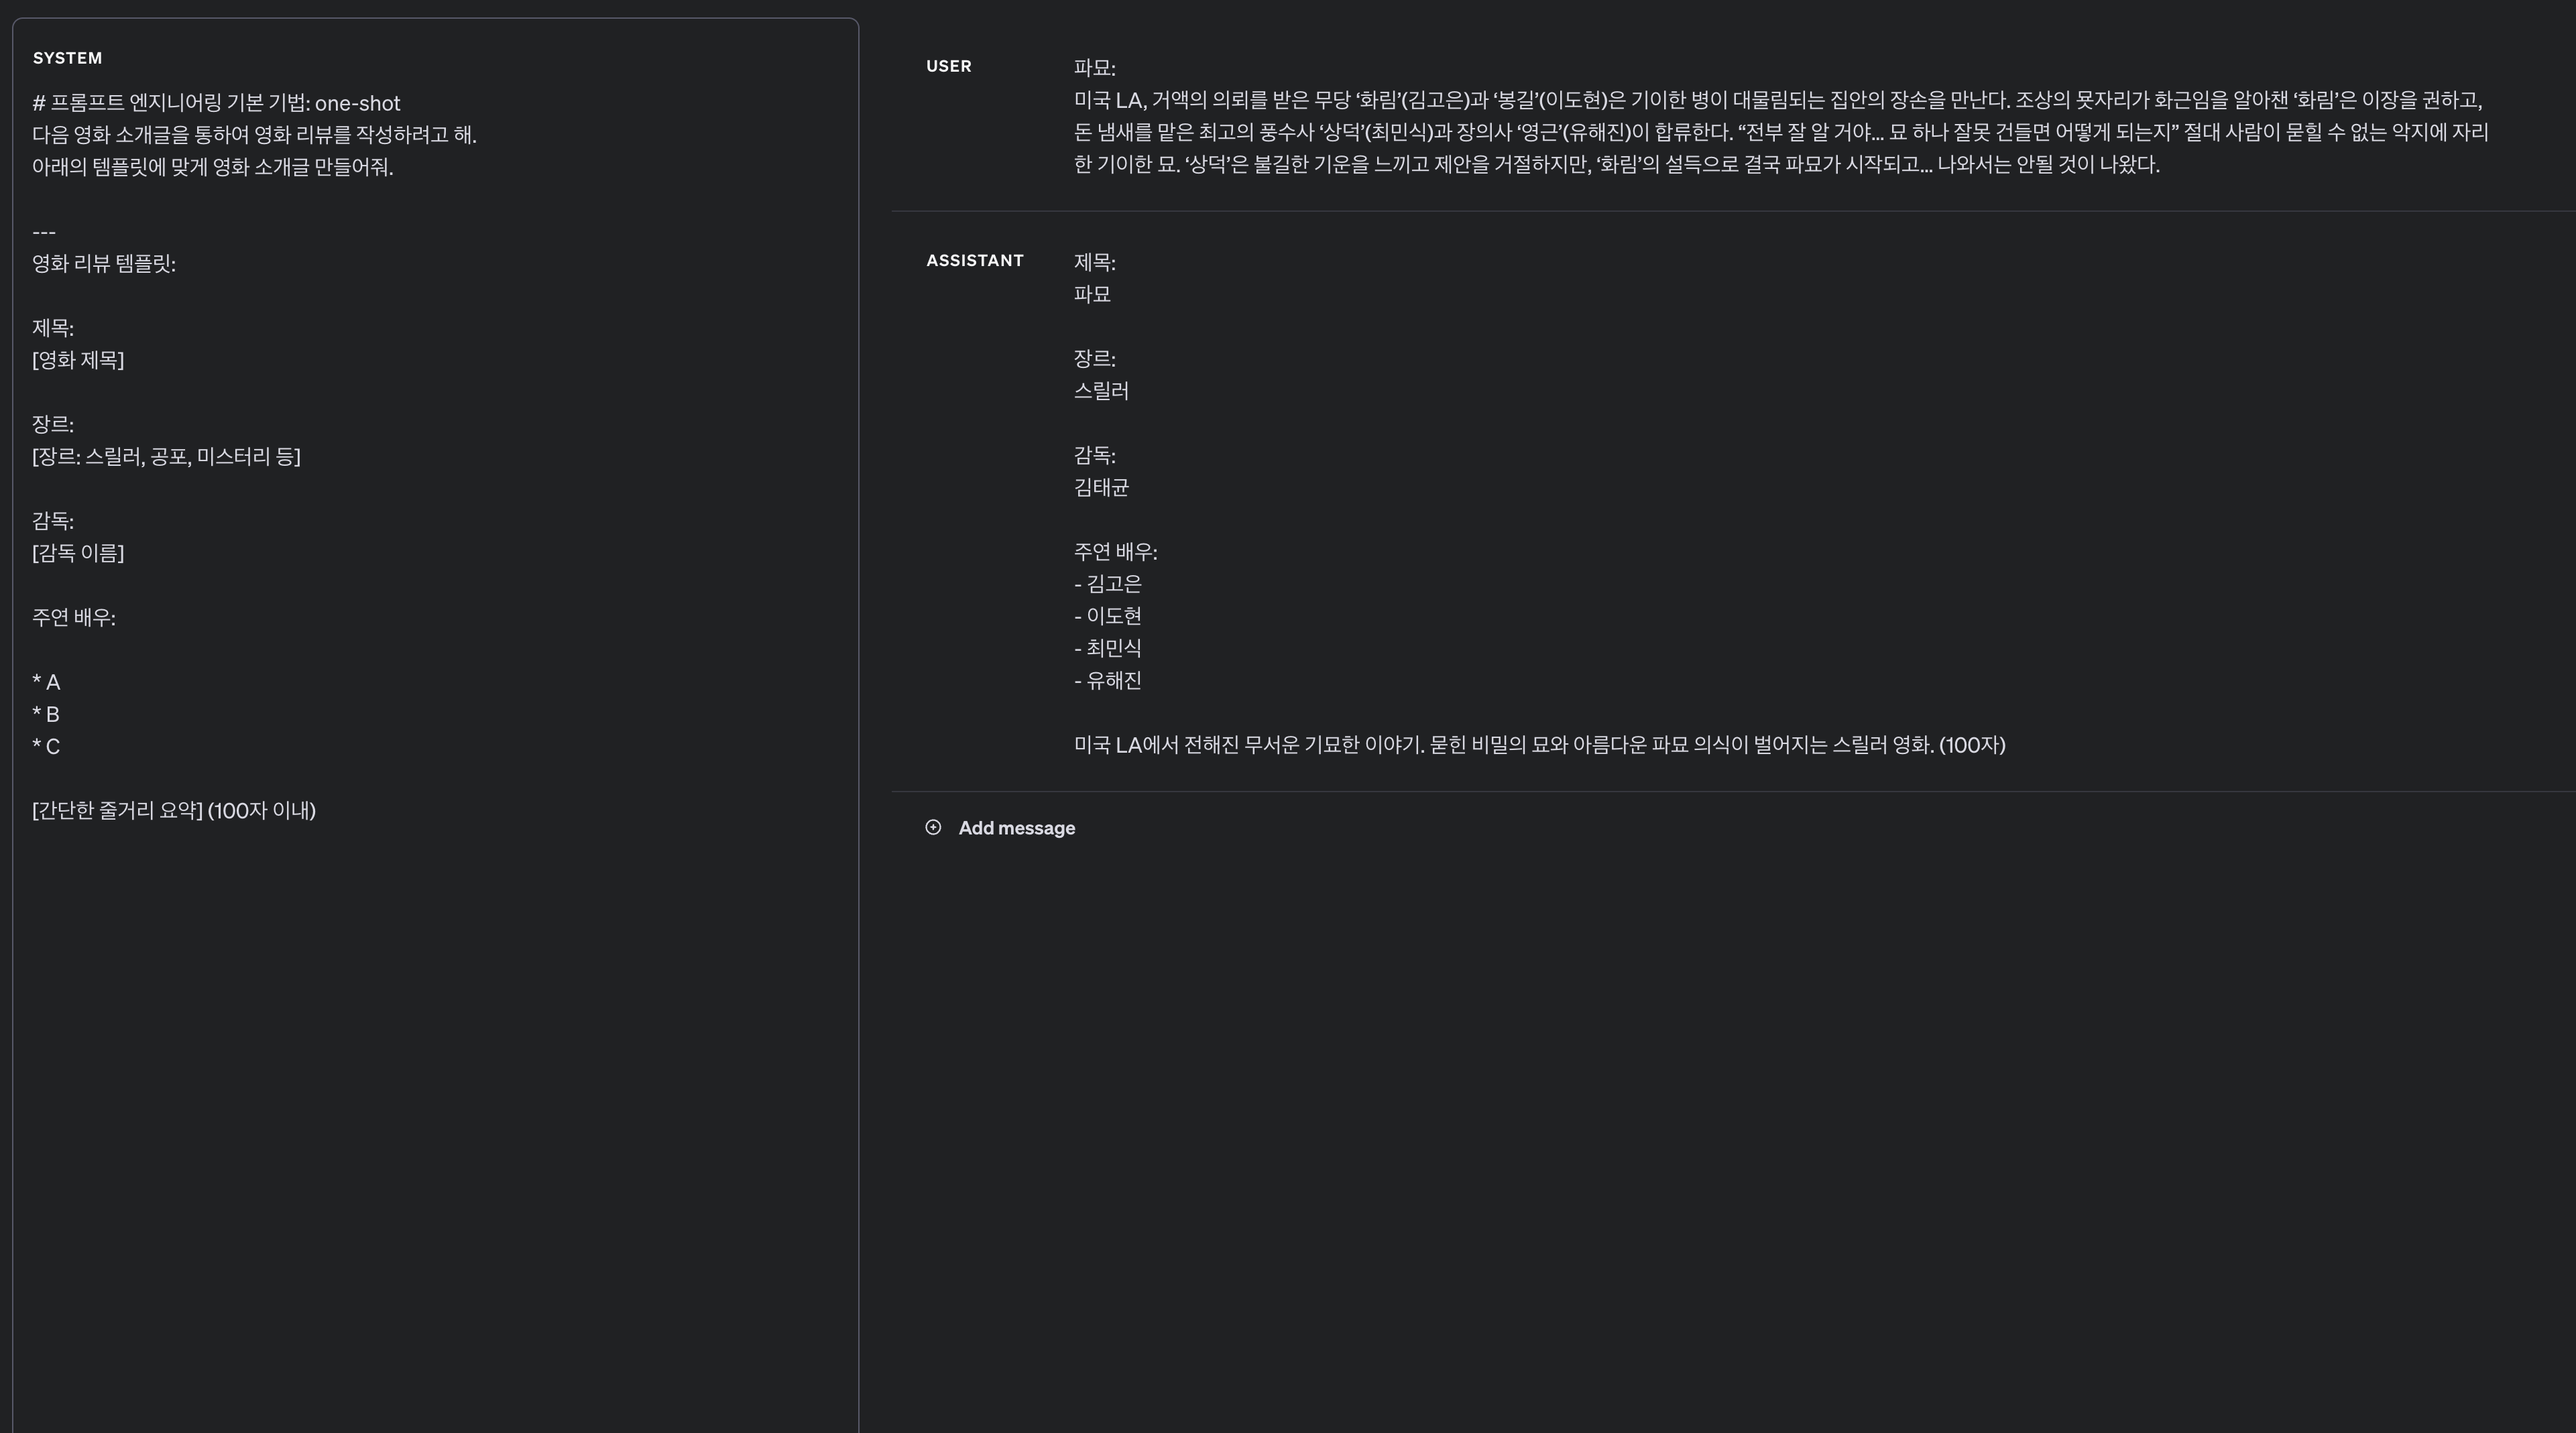 SYSTEM
# 프롬프트 엔지니어링 기본 기법: one-shot
다음 영화 소개글을 통하여 영화 리뷰를 작성하려고 해.
아래의 템플릿에 맞게 영화 소개글 만들어줘.
---
영화 리뷰 템플릿:
제목:
[영화 제목]
장르:
[장르: 스릴러, 공포, 미스터리 등]
감독:
[감독 이름]
주연 배우:
* A
* B
* C
[간단한 줄거리 요약] (100자 이내)
USER
파묘:
미국 LA, 거액의 의뢰를 받은 무당 ‘화림’(김고은)과 ‘봉길’(이도현)은 기이한 병이 대물림되는 집안의 장손을 만난다. 조상의 묫자리가 화근임을 알아챈 ‘화림’은 이장을 권하고,
돈 냄새를 맡은 최고의 풍수사 ‘상덕’(최민식)과 장의사 ‘영근’(유해진)이 합류한다. “전부 잘 알 거야... 묘 하나 잘못 건들면 어떻게 되는지” 절대 사람이 묻힐 수 없는 악지에 자리
한 기이한 묘. ‘상덕’은 불길한 기운을 느끼고 제안을 거절하지만, ‘화림’의 설득으로 결국 파묘가 시작되고... 나와서는 안될 것이 나왔다.
ASSISTANT
제목:
파묘
장르:
스릴러
감독:
김태균
주연 배우:
- 김고은
- 이도현
- 최민식
- 유해진
미국 LA에서 전해진 무서운 기묘한 이야기. 묻힌 비밀의 묘와 아름다운 파묘 의식이 벌어지는 스릴러 영화. (100자)
Add message